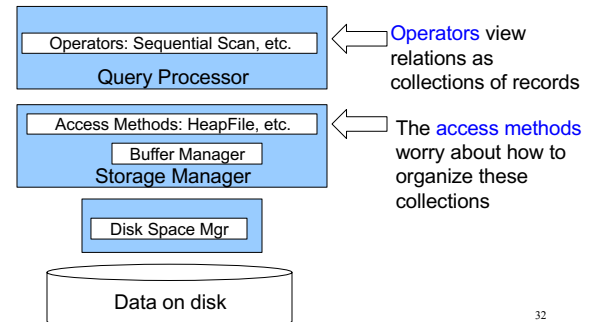 Operators: Sequential Scan, etc.
Query Processor
Operators view
relations as
collections of records
Access Methods: HeapFile, etc.
Buffer Manager
Storage Manager
The access methods
worry about how to
organize these
collections
Disk Space Mgr
Data on disk
32